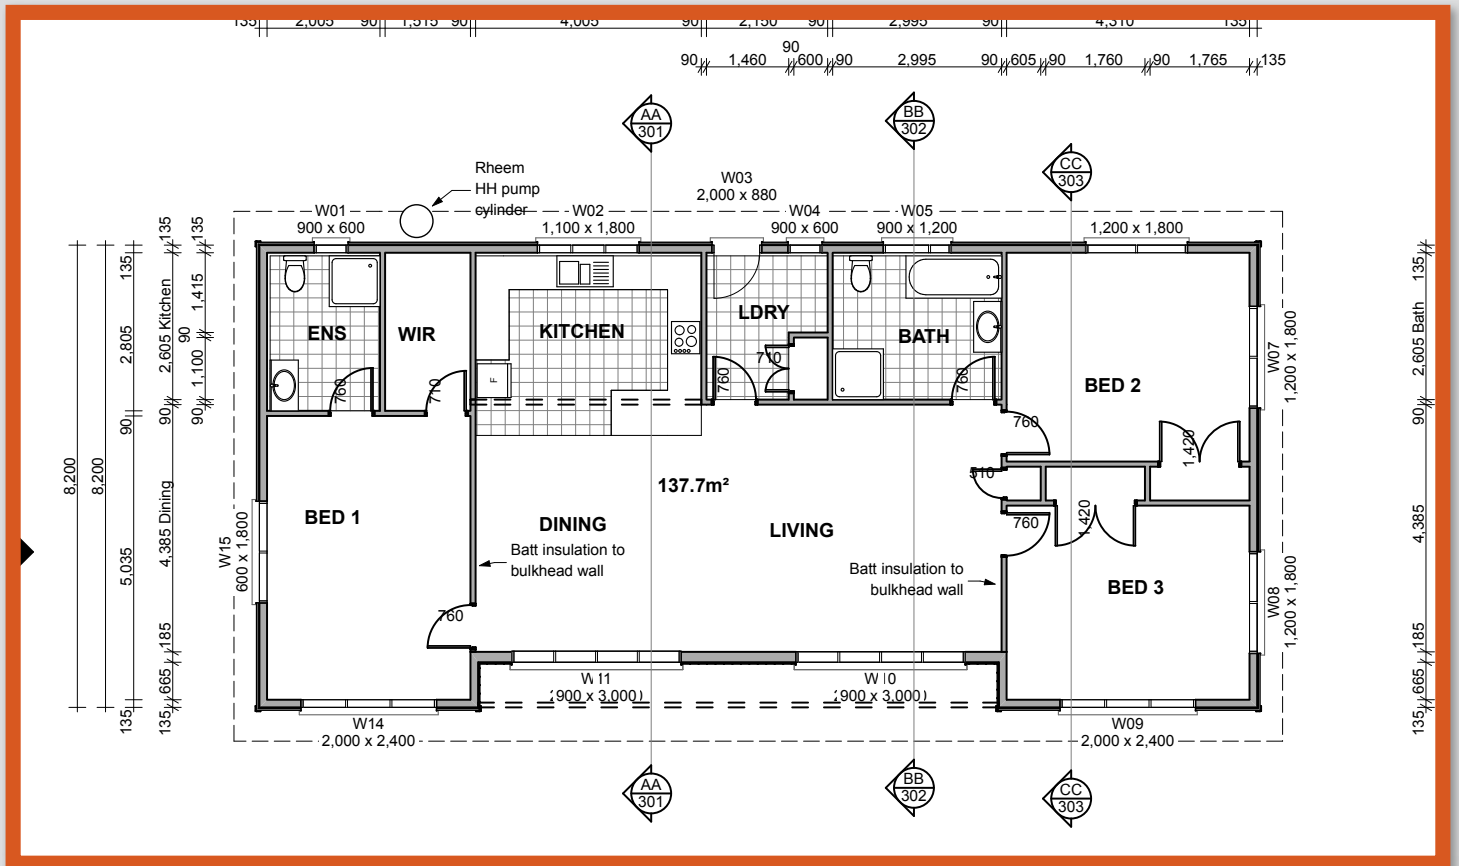 135 2,005 90 1,515 90 4,005 90 2,150 90 2,995 90 4,310 135
90
90 1,460 600 90 2,995 90 605 90 1,760 90 1,765 135
AA
301
BB
302
CC
303
Rheem
HH pump
cylinder
W03
2,000 x 880
W01
900 x 600
W02
1,100 x 1,800
W04
900 x 600
W05
900 x 1,200
1,200 x 1,800
8,200
8,200
135
2,805
90
5,035
135
135
2,605 Kitchen
90
4,385 Dining
185
665
135
135
1,415
90
1,100
90
ENS
WIR
KITCHEN
LDRY
BATH
BED 2
F
760
710
760
710
760
760
1,420
510
760
1,420
760
137.7m²
BED 1
DINING
LIVING
BED 3
Batt insulation to
bulkhead wall
Batt insulation to
bulkhead wall
W15
600 x 1,800
W07
1,200 x 1,800
W08
1,200 x 1,800
135
2,605 Bath
90
4,385
185
665
135
W11
(900 x 3,000)
(900 x 3,000)
W14
2,000 x 2,400
W09
2,000 x 2,400
AA
301
BB
302
CC
303